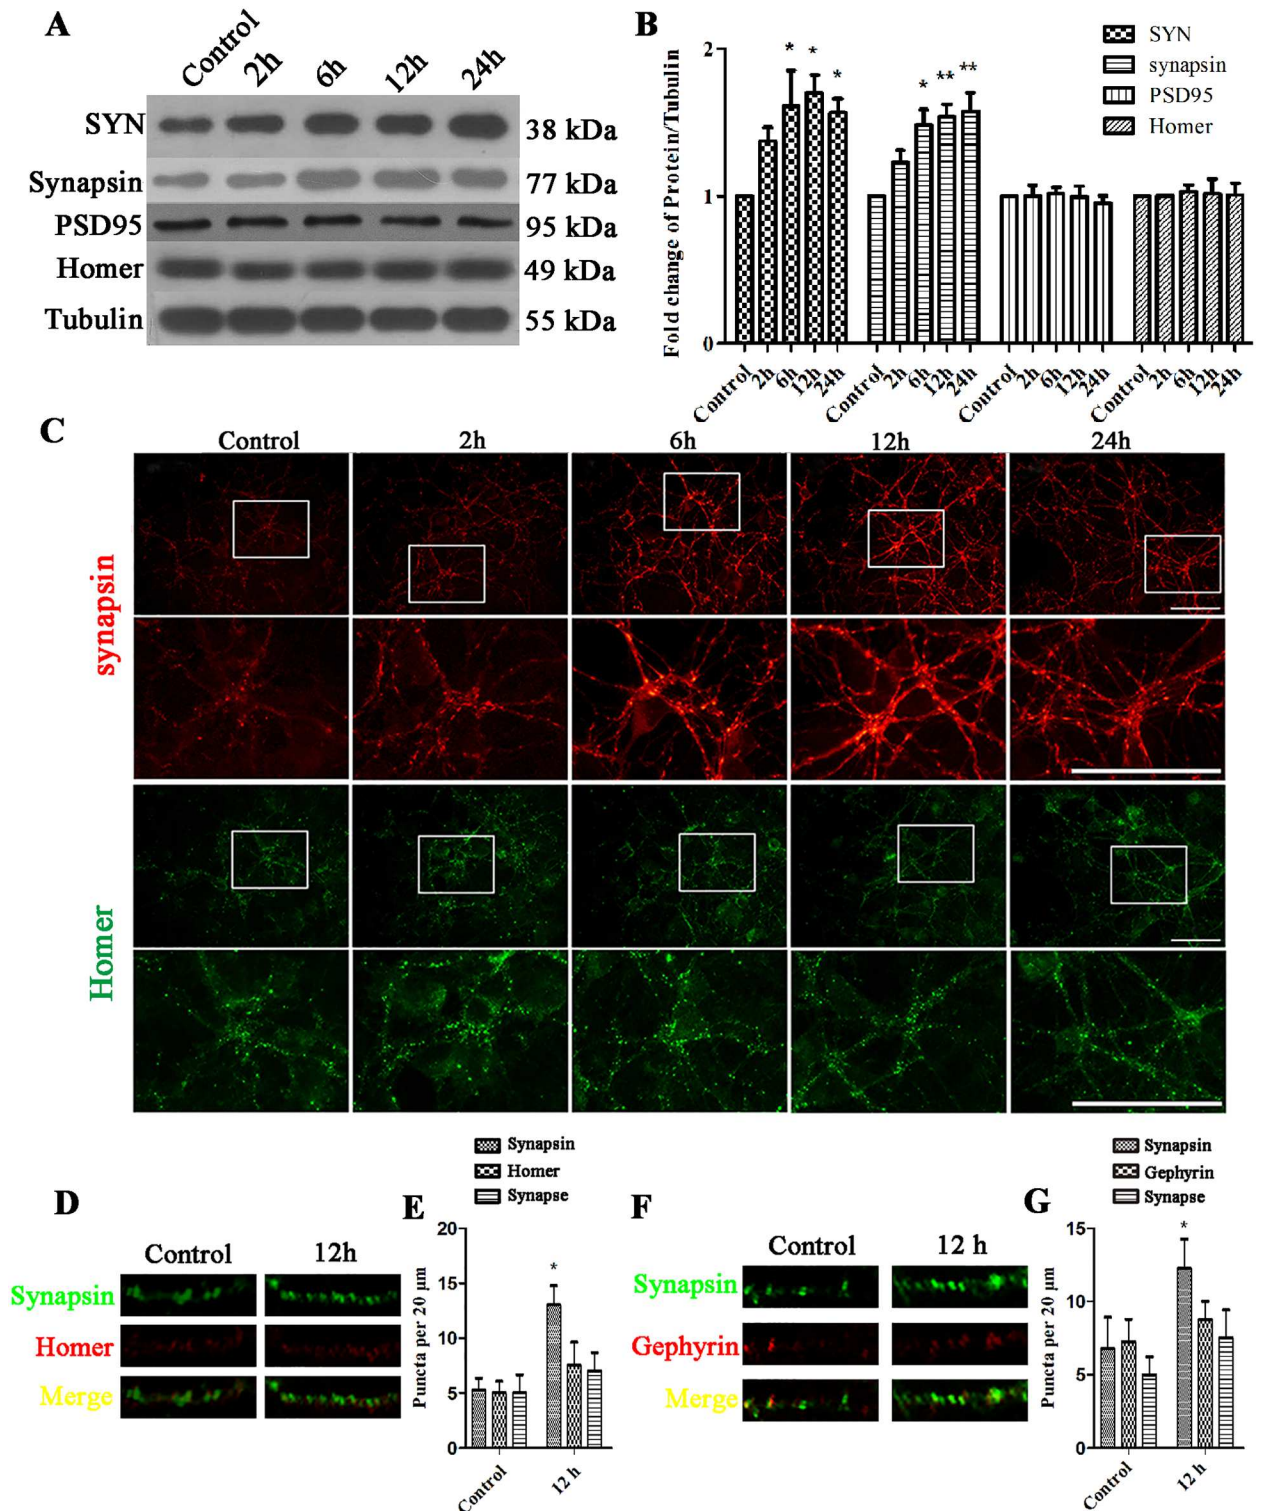 A
Control
2h
6h
12h
24h
SYN
38 kDa
Synapsin
77 kDa
PSD95
95 kDa
Homer
49 kDa
Tubulin
55 kDa
B
SYN
synapsin
PSD95
Homer
Fold change of Protein/Tubulin
2
1
0
* * * * ** **
Control 2h 6h 12h 24h Control 2h 6h 12h 24h Control 2h 6h 12h 24h Control 2h 6h 12h 24h
C
Control 2h 6h 12h 24h
synapsin
Homer
D
Control 12h
Synapsin
Homer
Merge
E
Synapsin
Homer
Synapse
Puncta per 20 µm
20
15
10
5
0
*
Control 12 h
F
Control 12 h
Synapsin
Gephyrin
Merge
G
Synapsin
Gephyrin
Synapse
Puncta per 20 µm
15
10
5
0
*
Control 12 h